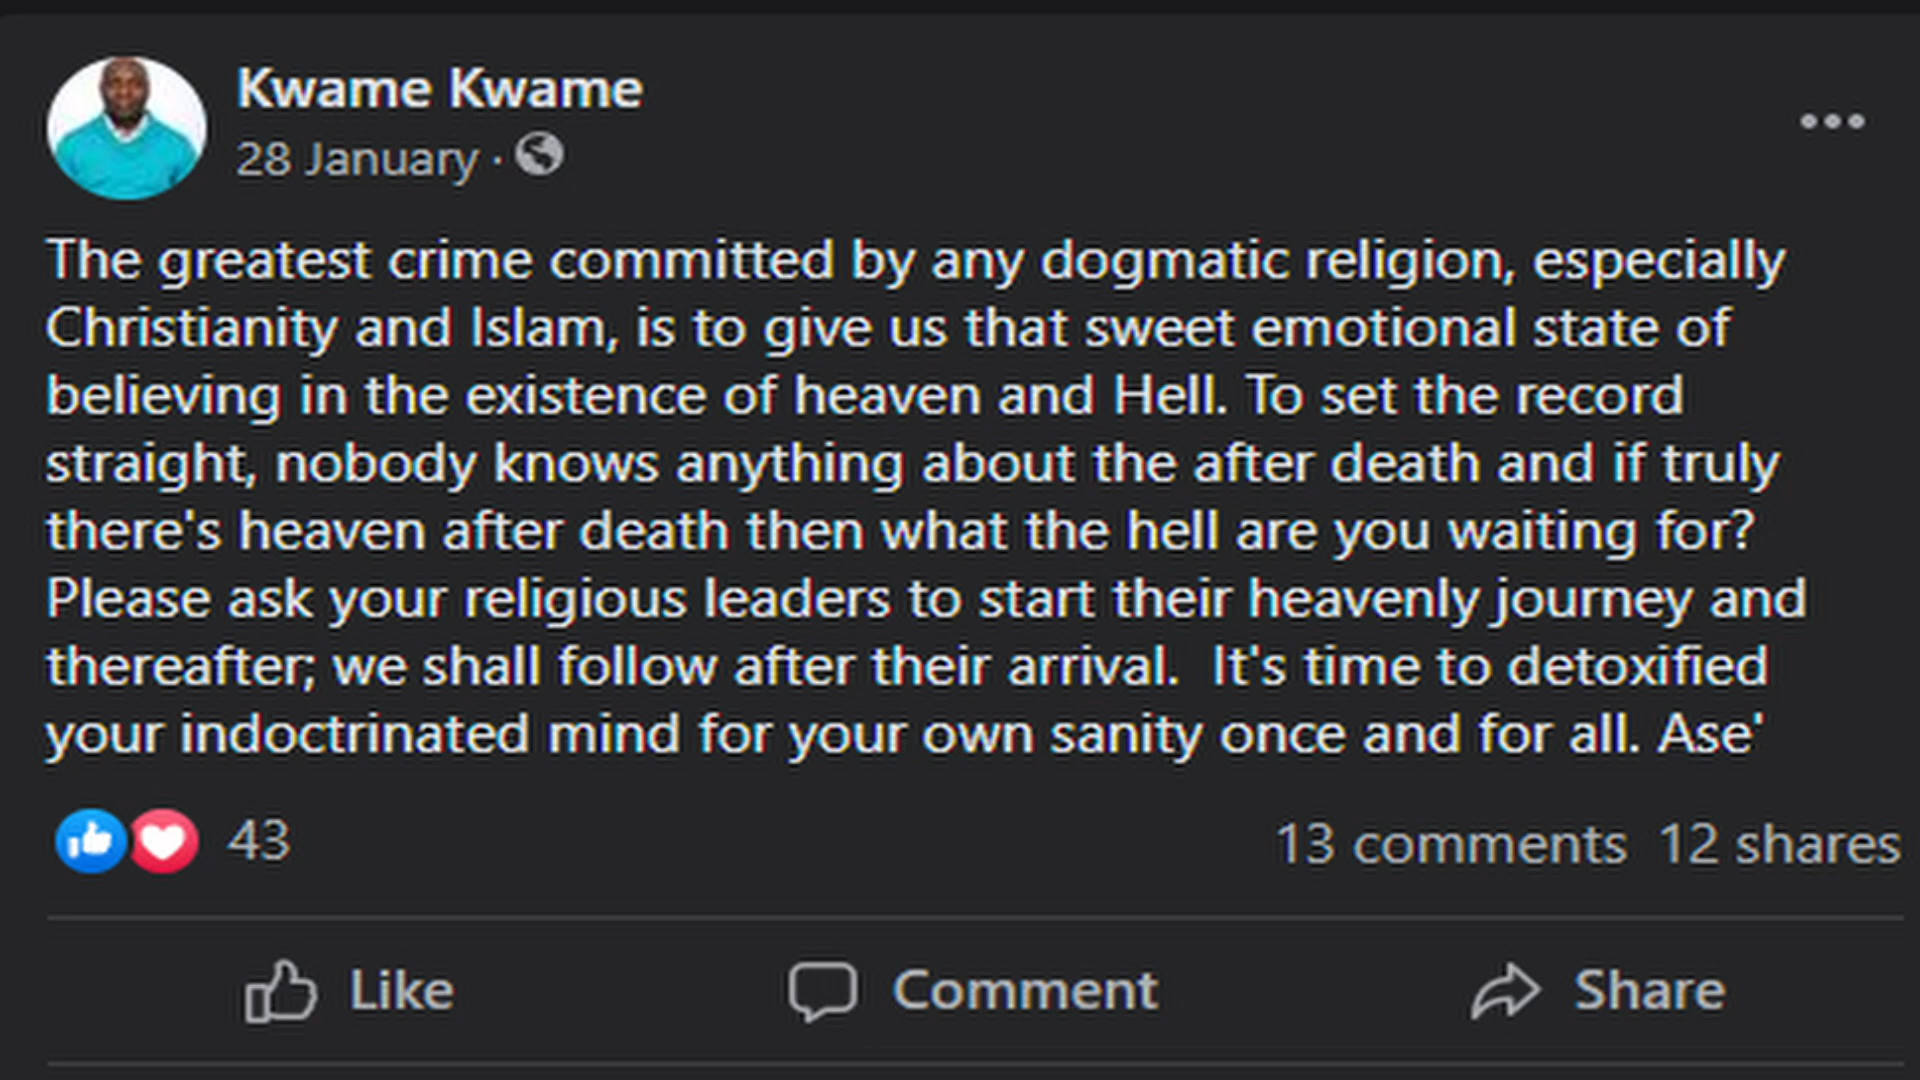 Kwame Kwame
28 January ·
The greatest crime committed by any dogmatic religion, especially
Christianity and Islam, is to give us that sweet emotional state of
believing in the existence of heaven and Hell. To set the record
straight, nobody knows anything about the after death and if truly
there's heaven after death then what the hell are you waiting for?
Please ask your religious leaders to start their heavenly journey and
thereafter; we shall follow after their arrival.  It's time to detoxified
your indoctrinated mind for your own sanity once and for all. Ase'
43
13 comments 12 shares
Like
Comment
Share